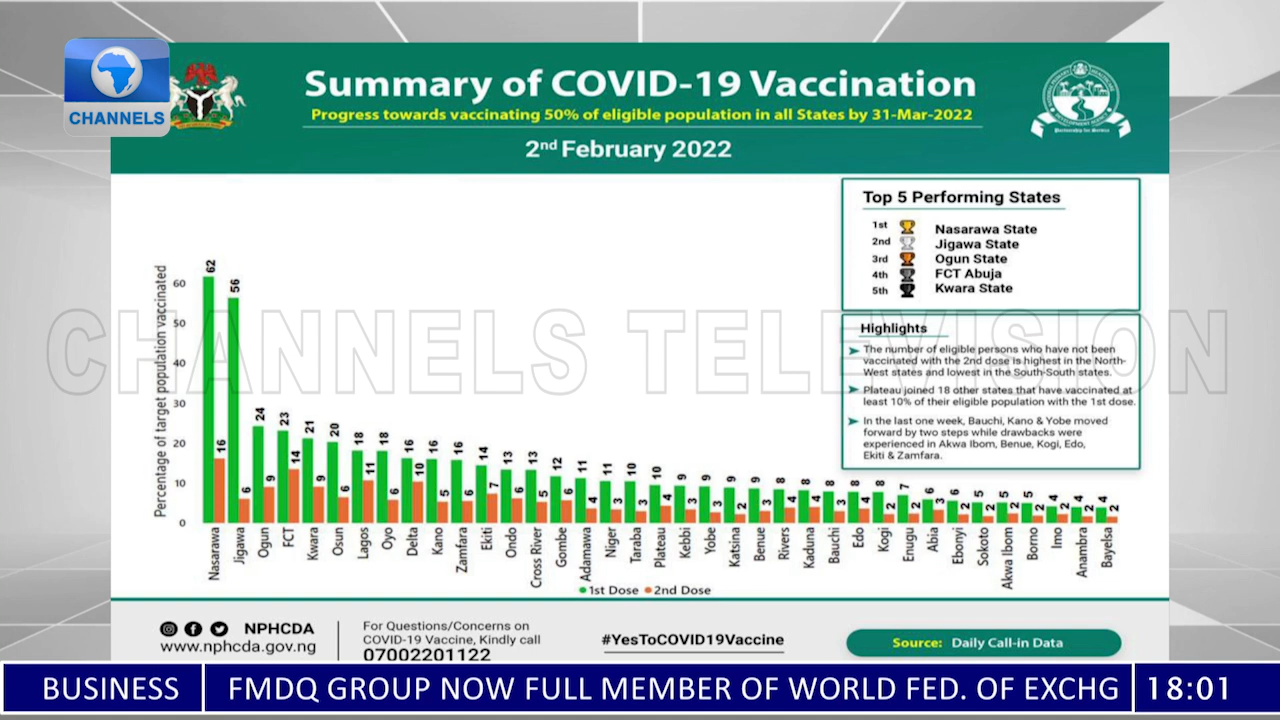 CHANNELS
Summary of COVID-19 Vaccination
Progress towards vaccinating 50% of eligible population in all States by 31-Mar-2022
2nd February 2022
Partnership for Service
Top 5 Performing States
1st Nasarawa State
2nd Jigawa State
3rd Ogun State
4th FCT Abuja
5th Kwara State
Highlights
The number of eligible persons who have not been
vaccinated with the 2nd dose is highest in the North-
West states and lowest in the South-South states.
Plateau joined 18 other states that have vaccinated at
least 10% of their eligible population with the 1st dose.
In the last one week, Bauchi, Kano & Yobe moved
forward by two steps while drawbacks were
experienced in Akwa Ibom, Benue, Kogi, Edo,
Ekiti & Zamfara.
CHANNELS TELEVISION
Percentage of target population vaccinated
60
50
40
30
20
10
0
62 16 56 6 24 9 23 14 21 9 20 6 18 11 18 6 16 10 16 5 16 6 14 7 13 6 13 5 12 6 11 4 11 3 10 3 10 4 9 3 9 3 9 2 9 3 8 4 8 4 8 3 8 4 8 2 7 2 6 3 6 2 5 2 5 2 5 2 4 2 4 2 4 2
Nasarawa Jigawa Ogun FCT Kwara Osun Lagos Oyo Delta Kano Zamfara Ekiti Ondo Cross River Gombe Adamawa Niger Taraba Plateau Kebbi Yobe Katsina Benue Rivers Kaduna Bauchi Edo Kogi Enugu Abia Ebonyi Sokoto Akwa Ibom Borno Imo Anambra Bayelsa
1st Dose 2nd Dose
NPHCDA
www.nphcda.gov.ng
For Questions/Concerns on
COVID-19 Vaccine, Kindly call
07002201122
#YesToCOVID19Vaccine
Source: Daily Call-in Data
BUSINESS FMDQ GROUP NOW FULL MEMBER OF WORLD FED. OF EXCHG 18:01